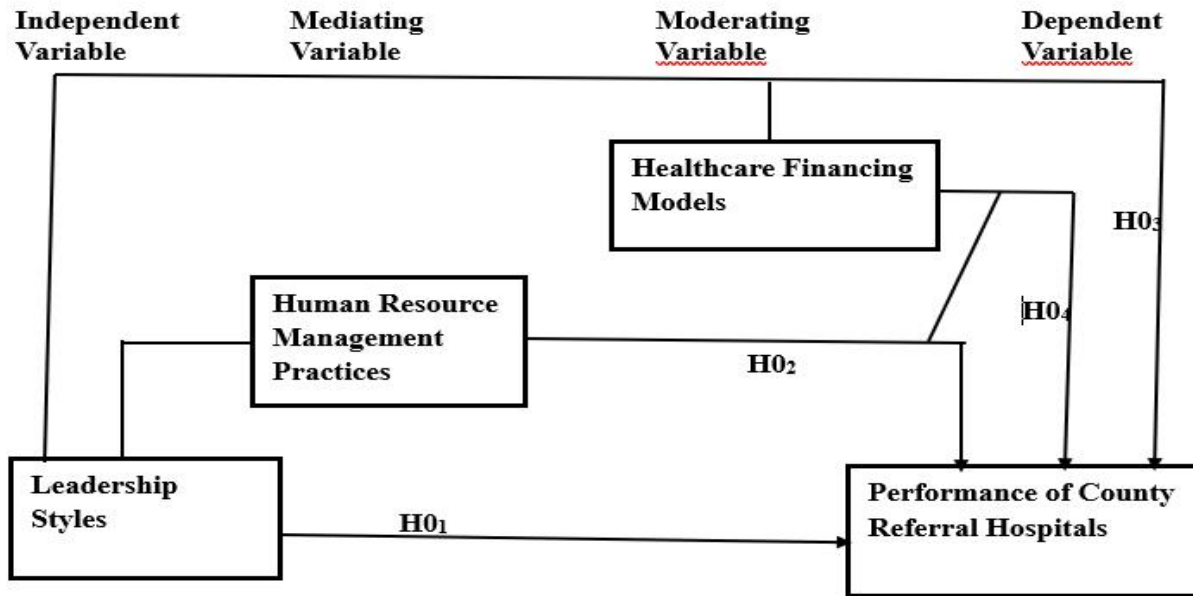 Independent
Variable
Mediating
Variable
Moderating
Variable
Dependent
Variable
Healthcare Financing
Models
H0₃
Human Resource
Management
Practices
H0₄
H0₂
Leadership
Styles
H0₁
Performance of County
Referral Hospitals